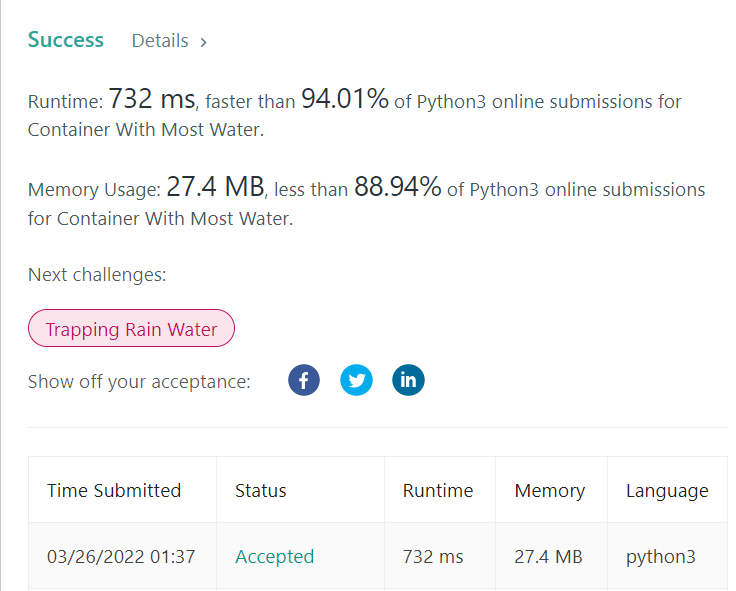 Success Details >
Runtime: 732 ms, faster than 94.01% of Python3 online submissions for
Container With Most Water.
Memory Usage: 27.4 MB, less than 88.94% of Python3 online submissions
for Container With Most Water.
Next challenges:
Trapping Rain Water
Show off your acceptance: f in
Time Submitted Status Runtime Memory Language
03/26/2022 01:37 Accepted 732 ms 27.4 MB python3